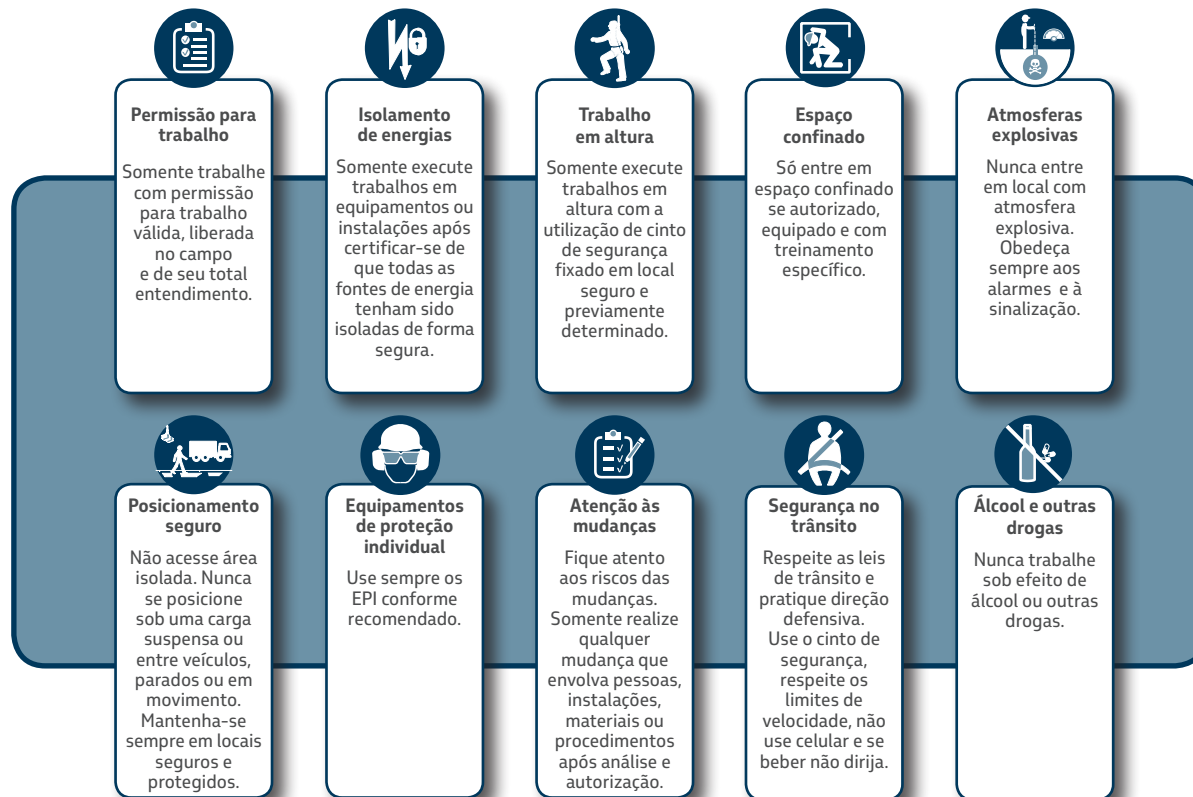 Permissão para
trabalho
Somente trabalhe
com permissão
para trabalho
válida, liberada
no campo
e de seu total
entendimento.
Isolamento
de energias
Somente execute
trabalhos em
equipamentos ou
instalações após
certificar-se de
que todas as
fontes de energia
tenham sido
isoladas de forma
segura.
Trabalho
em altura
Somente execute
trabalhos em
altura com a
utilização de cinto
de segurança
fixado em local
seguro e
previamente
determinado.
Espaço
confinado
Só entre em
espaço confinado
se autorizado,
equipado e com
treinamento
específico.
Atmosferas
explosivas
Nunca entre
em local com
atmosfera
explosiva.
Obedeça
sempre aos
alarmes e à
sinalização.
Posicionamento
seguro
Não acesse área
isolada. Nunca
se posicione
sob uma carga
suspensa ou
entre veículos,
parados ou em
movimento.
Mantenha-se
sempre em locais
seguros e
protegidos.
Equipamentos
de proteção
individual
Use sempre os
EPI conforme
recomendado.
Atenção às
mudanças
Fique atento
aos riscos das
mudanças.
Somente realize
qualquer
mudança que
envolva pessoas,
instalações,
materiais ou
procedimentos
após análise e
autorização.
Segurança no
trânsito
Respeite as leis
de trânsito e
pratique direção
defensiva.
Use o cinto de
segurança,
respeite os
limites de
velocidade, não
use celular e se
beber não dirija.
Álcool e outras
drogas
Nunca trabalhe
sob efeito de
álcool ou outras
drogas.